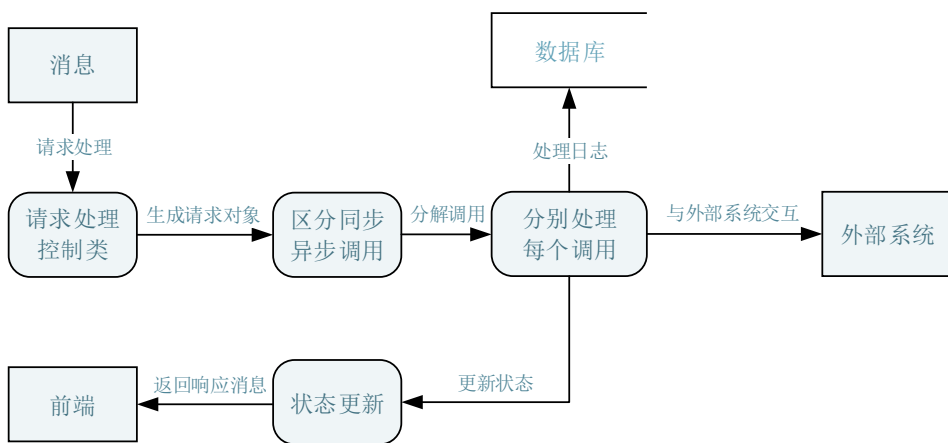 消息
数据库
请求处理
处理日志
请求处理
控制类
生成请求对象
区分同步
异步调用
分解调用
分别处理
每个调用
与外部系统交互
外部系统
前端
返回响应消息
状态更新
更新状态